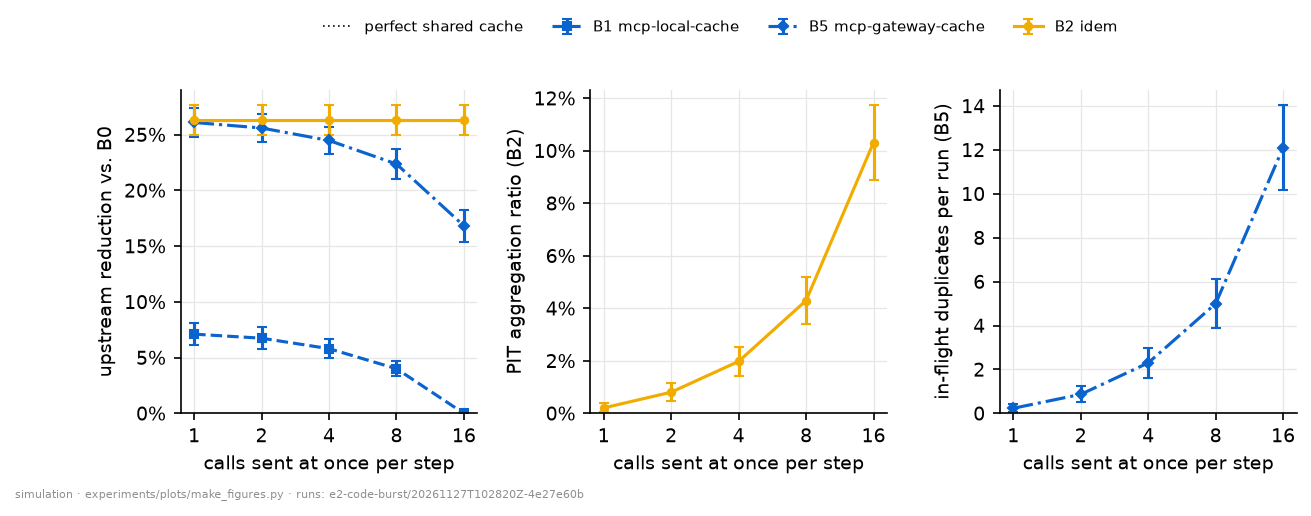 perfect shared cache
B1 mcp-local-cache
B5 mcp-gateway-cache
B2 idem
upstream reduction vs. B0
25%
20%
15%
10%
5%
0%
1 2 4 8 16
calls sent at once per step
PIT aggregation ratio (B2)
12%
10%
8%
6%
4%
2%
0%
1 2 4 8 16
calls sent at once per step
in-flight duplicates per run (B5)
14
12
10
8
6
4
2
0
1 2 4 8 16
calls sent at once per step
simulation · experiments/plots/make_figures.py · runs: e2-code-burst/20261127T102820Z-4e27e60b